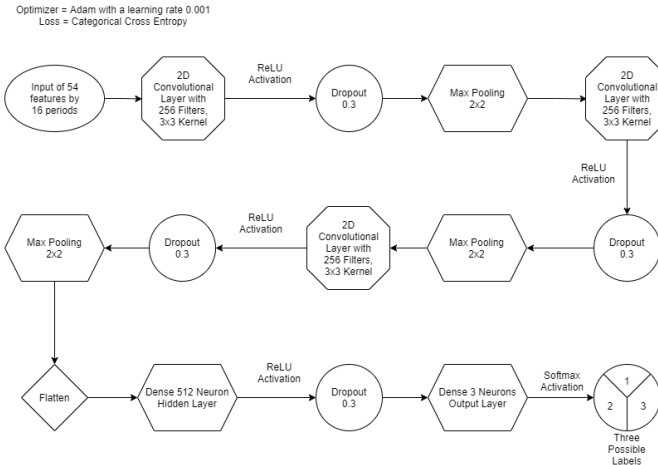 Optimizer = Adam with a learning rate 0.001
Loss = Categorical Cross Entropy
Input of 54
features by
16 periods
2D
Convolutional
Layer with
256 Filters,
3x3 Kernel
ReLU
Activation
Dropout
0.3
Max Pooling
2x2
2D
Convolutional
Layer with
256 Filters,
3x3 Kernel
ReLU
Activation
Dropout
0.3
Max Pooling
2x2
2D
Convolutional
Layer with
256 Filters,
3x3 Kernel
ReLU
Activation
Dropout
0.3
Max Pooling
2x2
Flatten
Dense 512 Neuron
Hidden Layer
ReLU
Activation
Dropout
0.3
Dense 3 Neurons
Output Layer
Softmax
Activation
1
2
3
Three
Possible
Labels